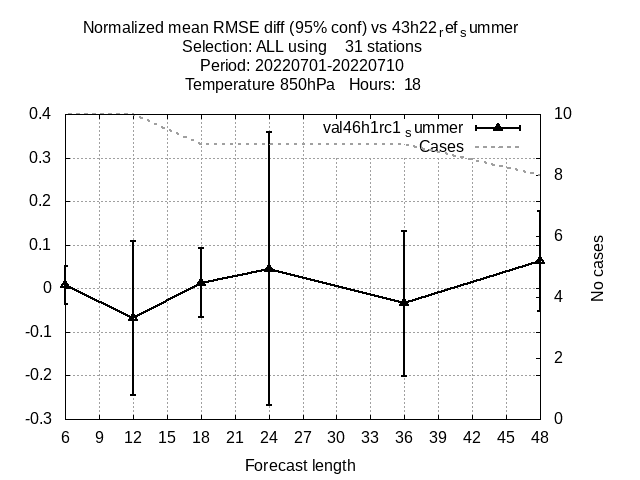 Normalized mean RMSE diff (95% conf) vs 43h22refsummer
Selection: ALL using 31 stations
Period: 20220701-20220710
Temperature 850hPa Hours: 18
0.4
0.3
0.2
0.1
0
-0.1
-0.2
-0.3
10
8
6
4
2
0
val46h1rc1summer
Cases
No cases
6 9 12 15 18 21 24 27 30 33 36 39 42 45 48
Forecast length